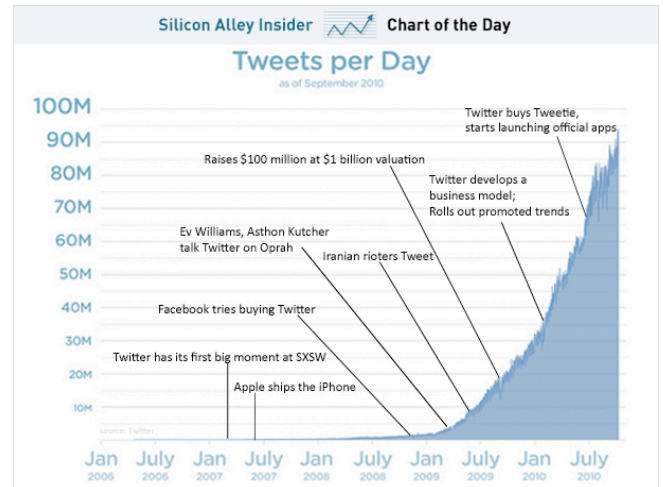 Silicon Alley Insider Chart of the Day
Tweets per Day
as of September 2010
100M
90M
80M
70M
60M
50M
40M
30M
20M
10M
Twitter buys Tweetie,
starts launching official apps
Raises $100 million at $1 billion valuation
Twitter develops a
business model;
Rolls out promoted trends
Ev Williams, Asthon Kutcher
talk Twitter on Oprah
Iranian rioters Tweet
Facebook tries buying Twitter
Twitter has its first big moment at SXSW
Apple ships the iPhone
source: Twitter
Jan July Jan July Jan July Jan July Jan July
2006 2006 2007 2007 2008 2008 2009 2009 2010 2010